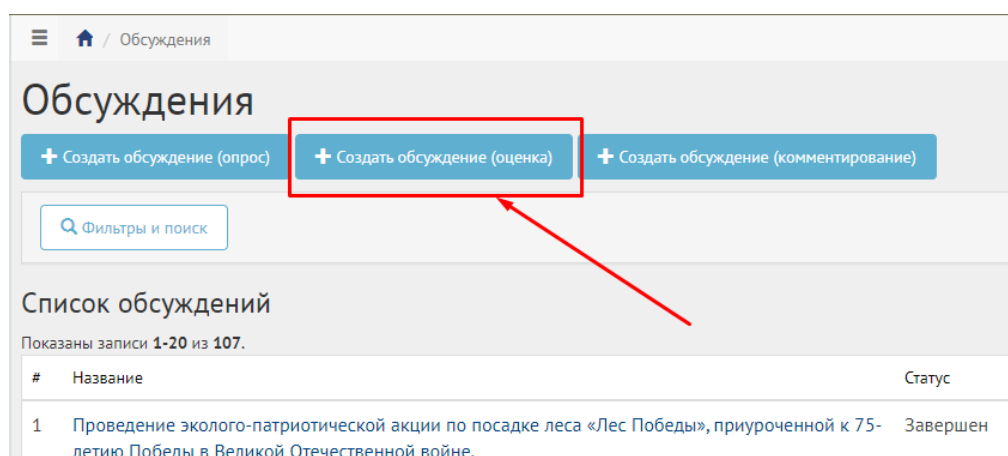 / Обсуждения
Обсуждения
Создать обсуждение (опрос) Создать обсуждение (оценка) Создать обсуждение (комментирование)
Фильтры и поиск
Список обсуждений
Показаны записи 1-20 из 107.
# Название Статус
1 Проведение эколого-патриотической акции по посадке леса «Лес Победы», приуроченной к 75- Завершен
летию Победы в Великой Отечественной войне.